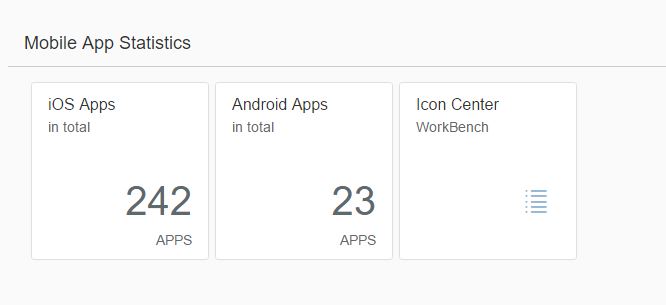 Mobile App Statistics
iOS Apps
in total
242
APPS
Android Apps
in total
23
APPS
Icon Center
WorkBench